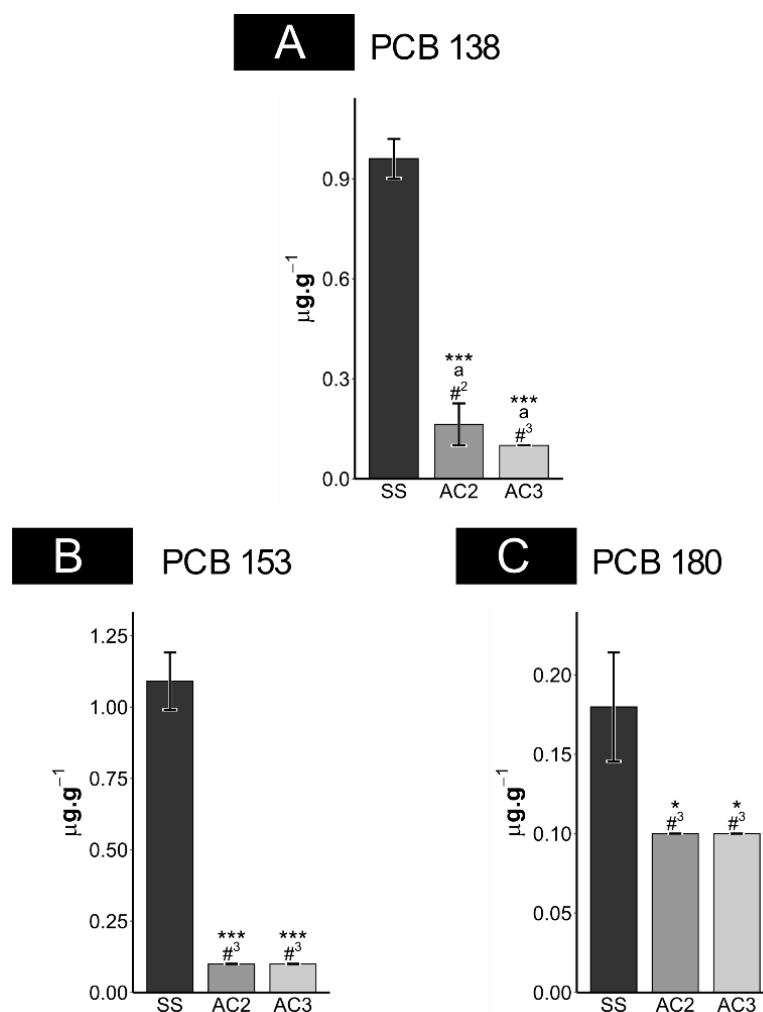 A PCB 138
0.9
0.6
0.3
0.0
μg.g⁻¹
***
a
#²
***
a
#³
SS AC2 AC3
B PCB 153
1.25
1.00
0.75
0.50
0.25
0.00
μg.g⁻¹
*** ***
#³ #³
SS AC2 AC3
C PCB 180
0.20
0.15
0.10
0.05
0.00
μg.g⁻¹
* *
#³ #³
SS AC2 AC3